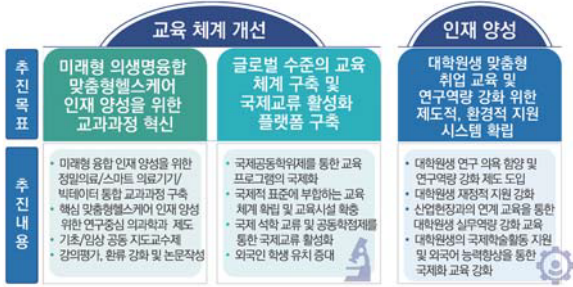 교육 체계 개선
인재 양성
추진목표
미래형 의생명융합
맞춤형헬스케어
인재 양성을 위한
교과과정 혁신
글로벌 수준의 교육
체계 구축 및
국제교류 활성화
플랫폼 구축
대학원생 맞춤형
취업 교육 및
연구역량 강화 위한
제도적, 환경적 지원
시스템 확립
추진내용
• 미래형 융합 인재 양성을 위한
정밀의료/스마트 의료기기/
빅테이터 통합 교과과정 구축
• 핵심 맞춤형헬스케어 인재 양성
위한 연구중심 의과학과 제도
• 기초/임상 공동 지도교수제
• 강의평가, 환류 강화 및 논문작성
• 국제공동학위제를 통한 교육
프로그램의 국제화
• 국제적 표준에 부합하는 교육
체계 확립 및 교육시설 확충
• 국제 석학 교류 및 공동학점제를
통한 국제교류 활성화
• 외국인 학생 유치 증대
• 대학원생 연구 의욕 함양 및
연구역량 강화 제도 도입
• 대학원생 재정적 지원 강화
• 산업현장과의 연계 교육을 통한
대학원생 실무역량 강화 교육
• 대학원생의 국제학술활동 지원
및 외국어 능력향상을 통한
국제화 교육 강화